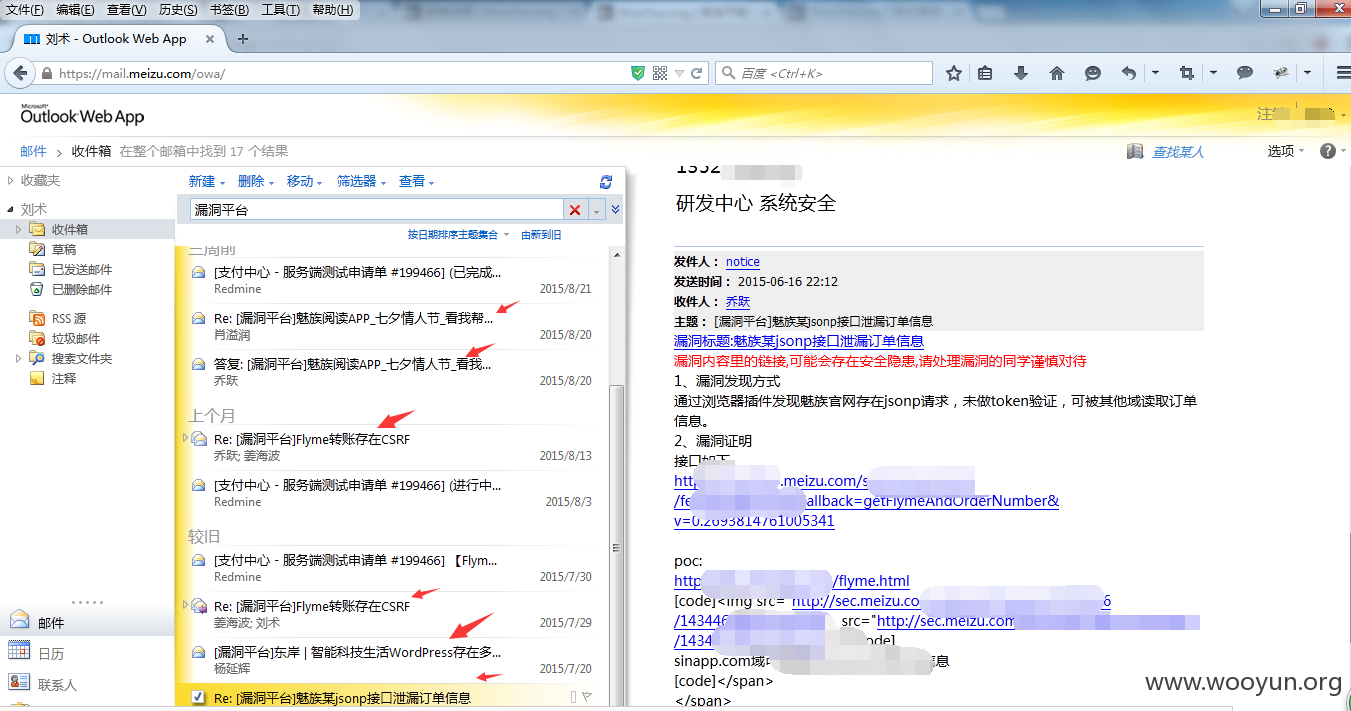 文件(F) 编辑(E) 查看(V) 历史(S) 书签(B) 工具(T) 帮助(H)
刘术 - Outlook Web App
https://mail.meizu.com/owa/
百度 <Ctrl+K>
Microsoft®
Outlook Web App
注
邮件 > 收件箱 在整个邮箱中找到 17 个结果
查找某人
选项
收藏夹
刘术
收件箱
草稿
已发送邮件
已删除邮件
RSS 源
垃圾邮件
搜索文件夹
注释
邮件
日历
联系人
新建 删除 移动 筛选器 查看
漏洞平台
按日期排序主题集合 由新到旧
三周前
[支付中心 - 服务端测试申请单 #199466] (已完成...
Redmine 2015/8/21
Re: [漏洞平台]魅族阅读APP_七夕情人节_看我帮...
肖溢润 2015/8/20
答复: [漏洞平台]魅族阅读APP_七夕情人节_看我...
乔跃 2015/8/20
上个月
Re: [漏洞平台]Flyme转账存在CSRF
乔跃; 姜海波 2015/8/13
[支付中心 - 服务端测试申请单 #199466] (进行中...
Redmine 2015/8/3
较旧
[支付中心 - 服务端测试申请单 #199466] 【Flym...
Redmine 2015/7/30
Re: [漏洞平台]Flyme转账存在CSRF
姜海波; 刘术 2015/7/29
[漏洞平台]东岸 | 智能科技生活WordPress存在多...
杨延辉 2015/7/20
Re: [漏洞平台]魅族某jsonp接口泄漏订单信息
1352
研发中心 系统安全
发件人： notice
发送时间： 2015-06-16 22:12
收件人： 乔跃
主题： [漏洞平台]魅族某jsonp接口泄漏订单信息
漏洞标题:魅族某jsonp接口泄漏订单信息
漏洞内容里的链接,可能会存在安全隐患,请处理漏洞的同学谨慎对待
1、漏洞发现方式
通过浏览器插件发现魅族官网存在jsonp请求，未做token验证，可被其他域读取订单
信息。
2、漏洞证明
接口如下
htt .meizu.com/s
/fe allback=getFlymeAndOrderNumber&
v=0.2693814761005341
poc:
http /flyme.html
[code]<img src="http://sec.meizu.co 6
/143446 src="http://sec.meizu.com
/1434 code]
sinapp.com域 信息
[code]</span>
</span>
www.wooyun.org